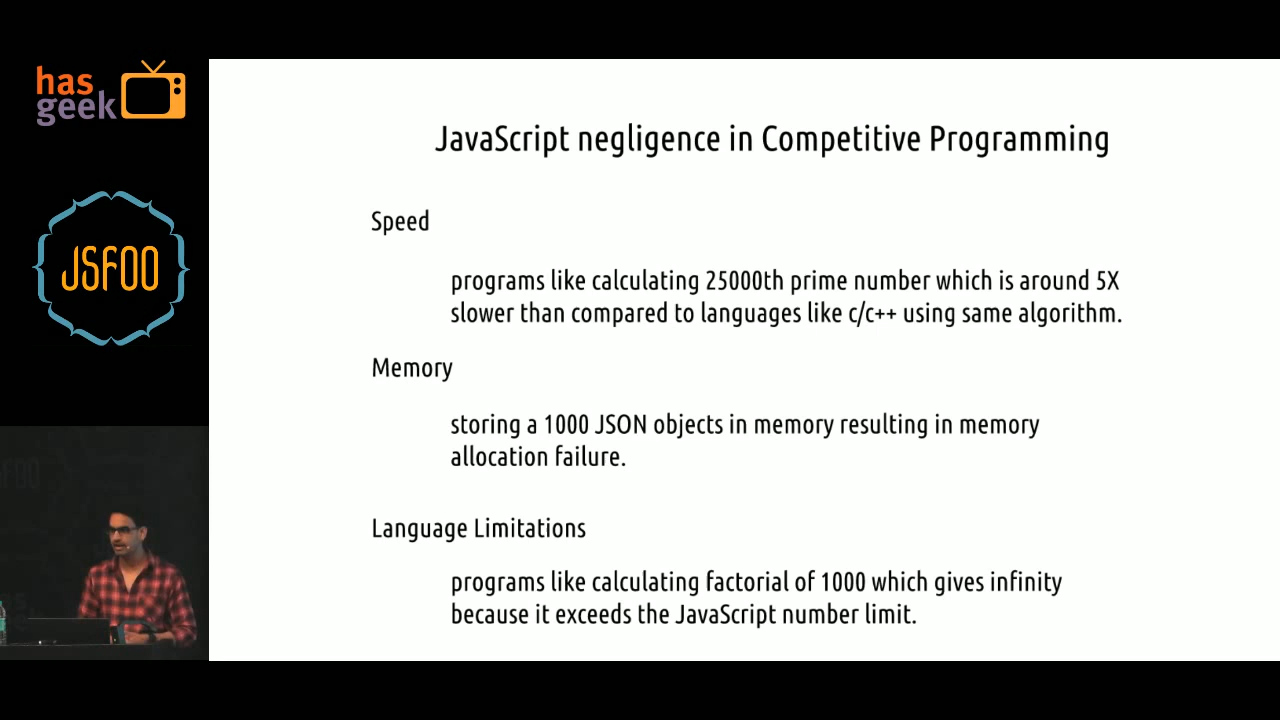 has
geek
JSFOO
JavaScript negligence in Competitive Programming
Speed
programs like calculating 25000th prime number which is around 5X
slower than compared to languages like c/c++ using same algorithm.
Memory
storing a 1000 JSON objects in memory resulting in memory
allocation failure.
Language Limitations
programs like calculating factorial of 1000 which gives infinity
because it exceeds the JavaScript number limit.